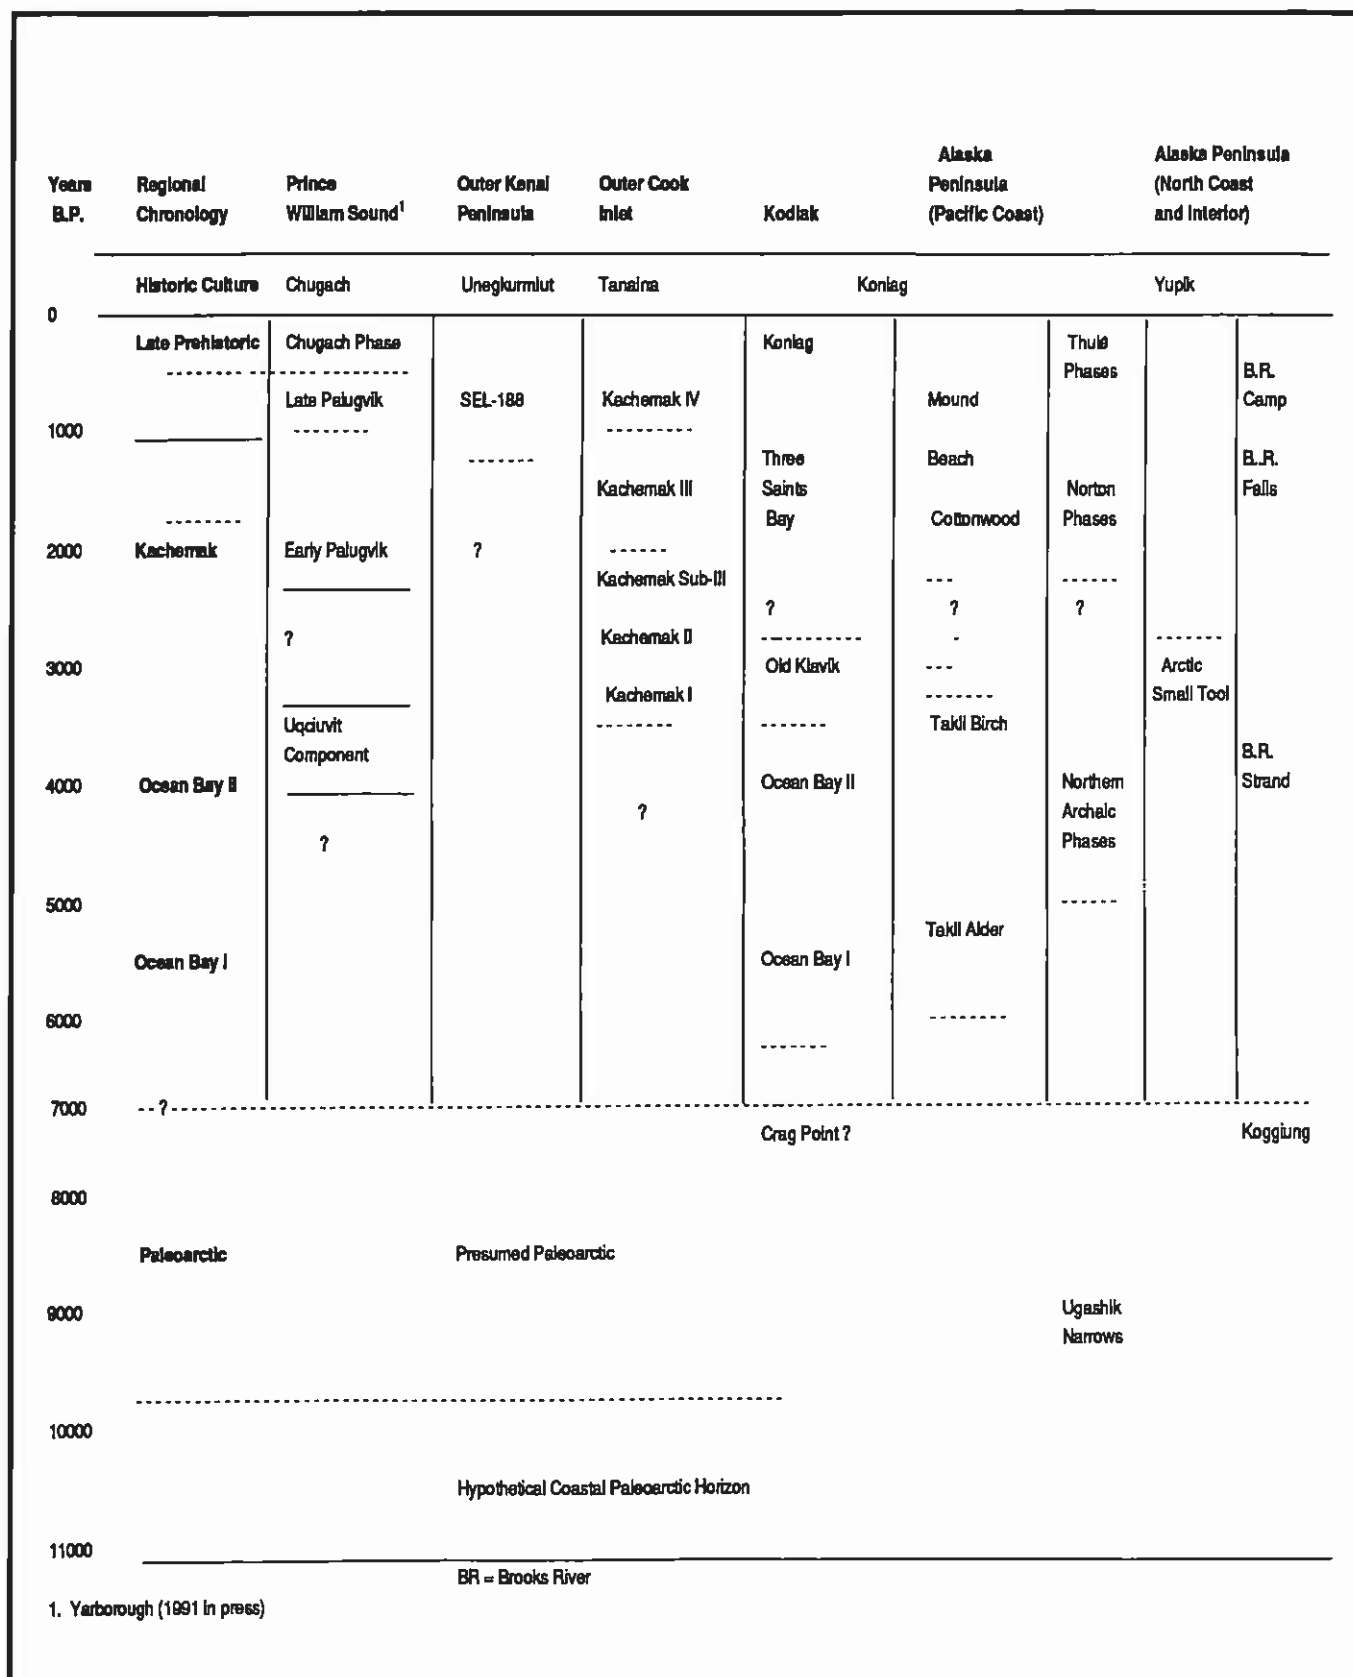 Alaska Alaska Peninsula
Years Regional Prince Outer Kenai Outer Cook Peninsula (North Coast
B.P. Chronology William Sound1 Peninsula Inlet Kodiak (Pacific Coast) and Interior)
Historic Culture Chugach Unegkurmiut Tanaina Koniag Yupik
0
Late Prehistoric Chugach Phase Koniag Thule
Phases B.R.
Late Palugvik SEL-188 Kachemak IV Mound Camp
1000
Three Beach B.R.
Kachemak III Saints Norton Falls
Bay Cottonwood Phases
2000 Kachemak Early Palugvik ?
Kachemak Sub-III
? ? ?
? Kachemak II
3000 Old Kiavik Arctic
Kachemak I Small Tool
Uqciuvit Takli Birch
Component B.R.
4000 Ocean Bay II Ocean Bay II Northern Strand
? Archaic
? Phases
5000
Takli Alder
Ocean Bay I Ocean Bay I
6000
7000 --?--
Crag Point ? Koggiung
8000
Paleoarctic Presumed Paleoarctic
9000 Ugashik
Narrows
10000
Hypothetical Coastal Paleoarctic Horizon
11000
BR = Brooks River
1. Yarborough (1991 in press)